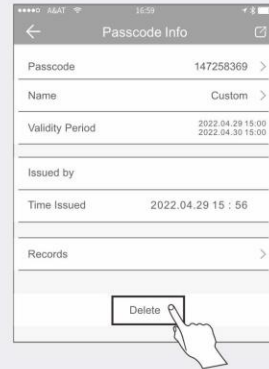 A&AT 16:59
Passcode Info
Passcode 147258369
Name Custom
Validity Period 2022.04.29 15:00
2022.04.30 15:00
Issued by
Time Issued 2022.04.29 15 : 56
Records
Delete